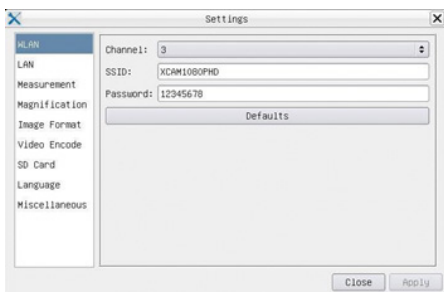 Settings
WLAN
LAN
Measurement
Magnification
Image Format
Video Encode
SD Card
Language
Miscellaneous
Channel: 3
SSID: XCAM1080PHD
Password: 12345678
Defaults
Close Apply